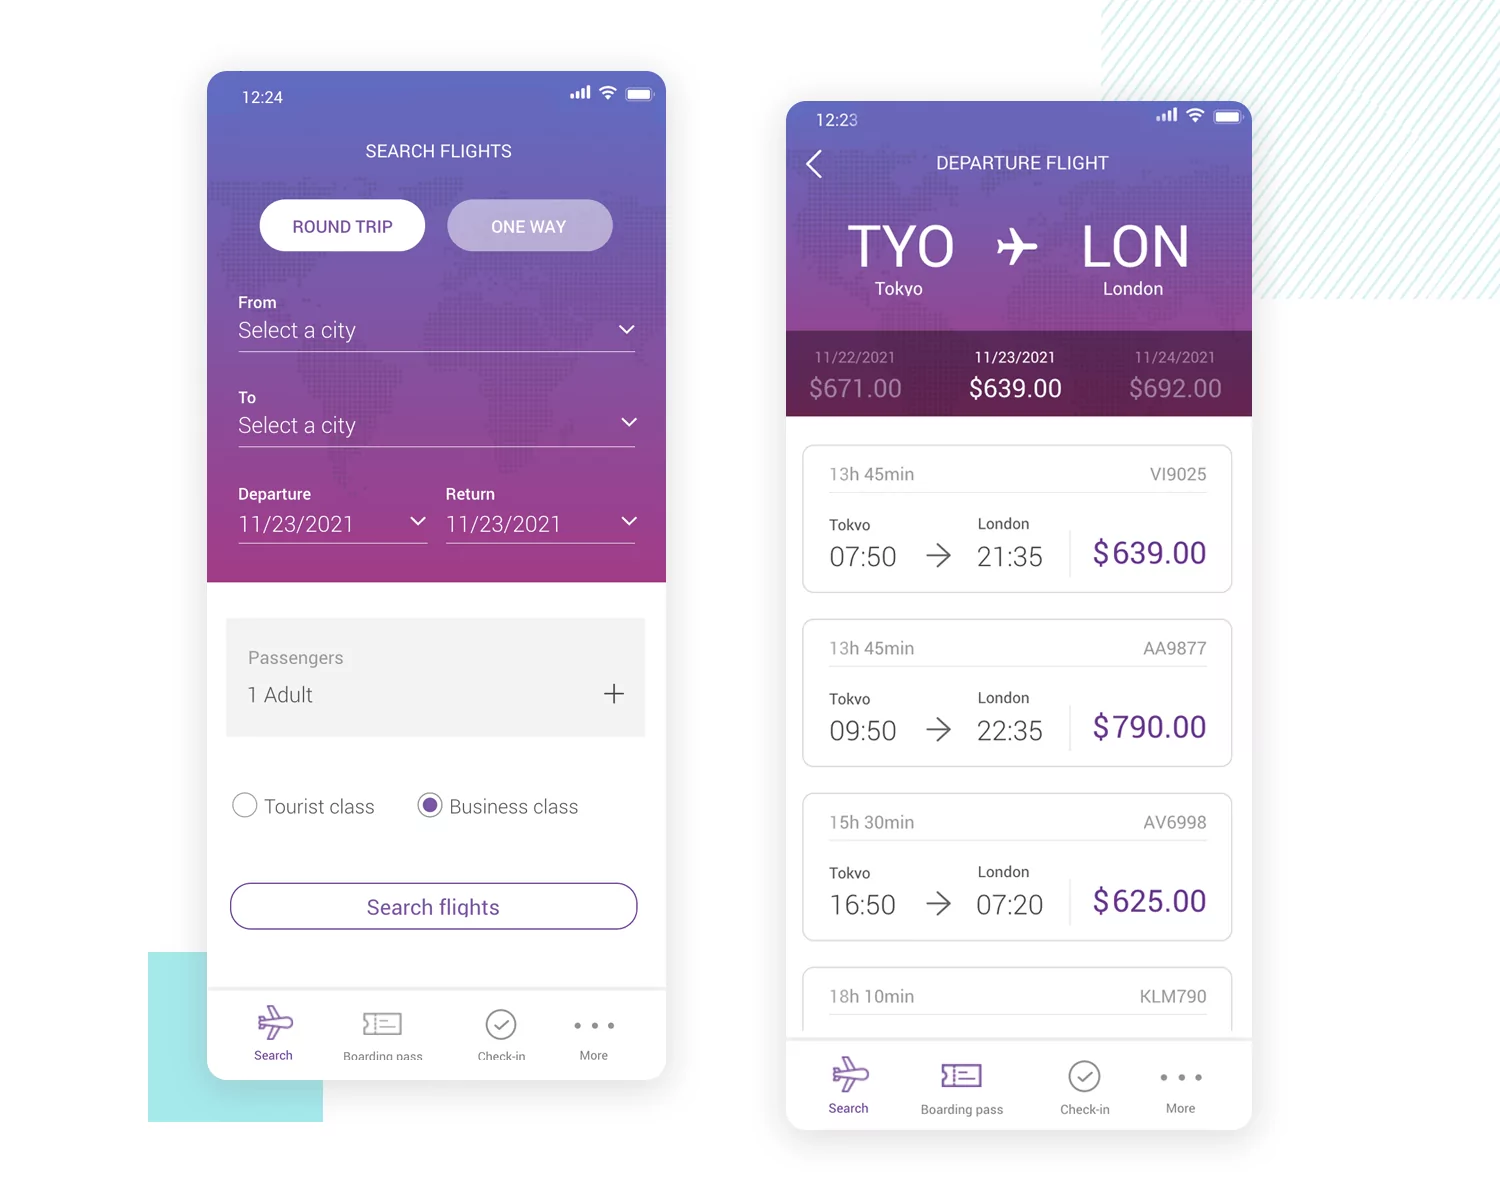 12:24
SEARCH FLIGHTS
ROUND TRIP ONE WAY
From
Select a city
To
Select a city
Departure Return
11/23/2021 11/23/2021
Passengers
1 Adult
Tourist class Business class
Search flights
Search Boarding pass Check-in More
12:23
DEPARTURE FLIGHT
TYO LON
Tokyo London
11/22/2021 11/23/2021 11/24/2021
$671.00 $639.00 $692.00
13h 45min VI9025
Tokyo London
07:50 21:35 $639.00
13h 45min AA9877
Tokyo London
09:50 22:35 $790.00
15h 30min AV6998
Tokyo London
16:50 07:20 $625.00
18h 10min KLM790
Search Boarding pass Check-in More